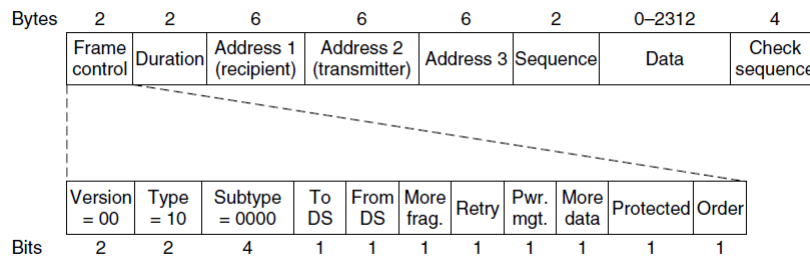 Bytes 2 2 6 6 6 2 0–2312 4
Frame control Duration Address 1 (recipient) Address 2 (transmitter) Address 3 Sequence Data Check sequence
Version = 00 Type = 10 Subtype = 0000 To DS From DS More frag. Retry Pwr. mgt. More data Protected Order
Bits 2 2 4 1 1 1 1 1 1 1 1